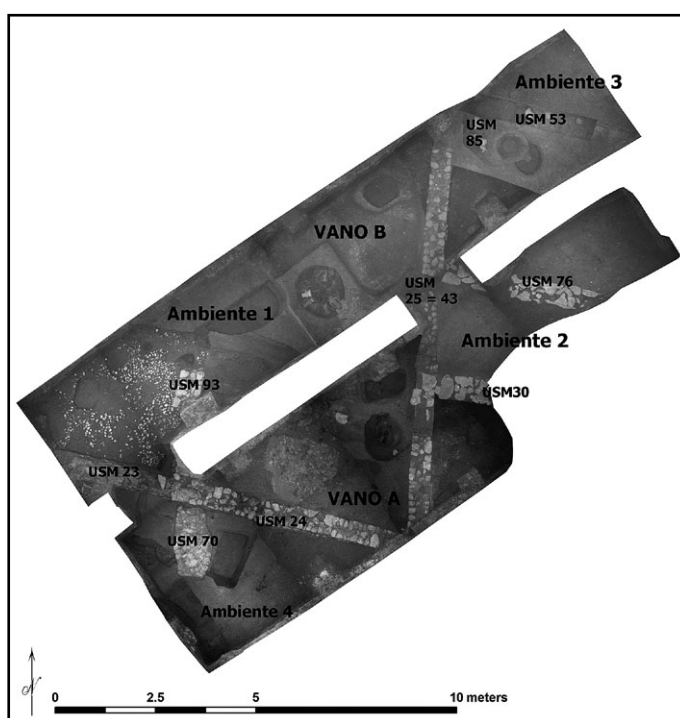 Ambiente 3
USM 53
USM
85
VANO B
USM
25 = 43
USM 76
Ambiente 1
Ambiente 2
USM 93
USM30
USM 23
VANO A
USM 24
USM 70
Ambiente 4
N
0 2.5 5 10 meters